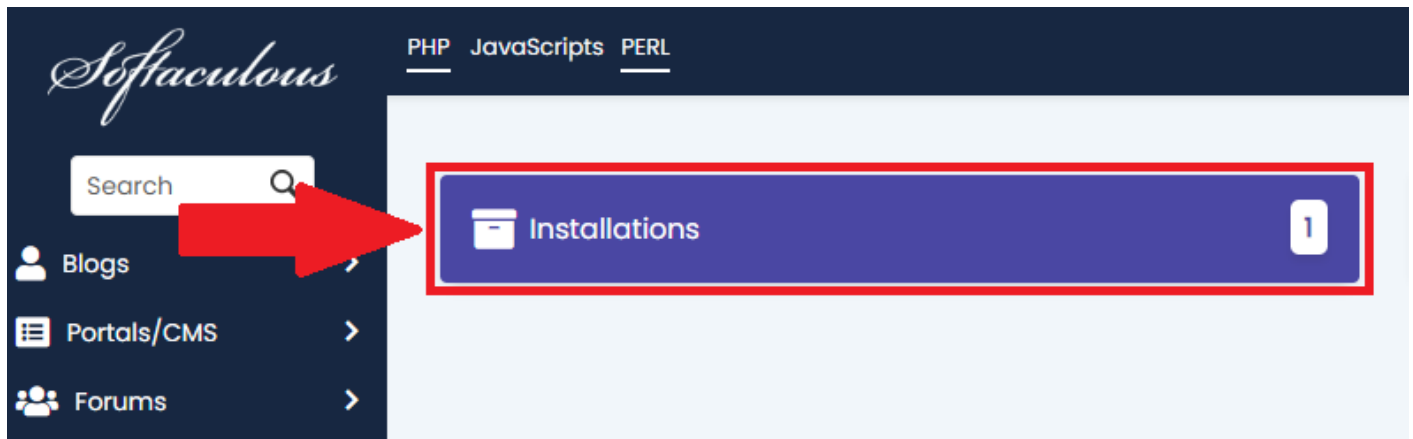 Softaculous
PHP JavaScripts PERL
Search
Installations 1
Blogs
Portals/CMS
Forums